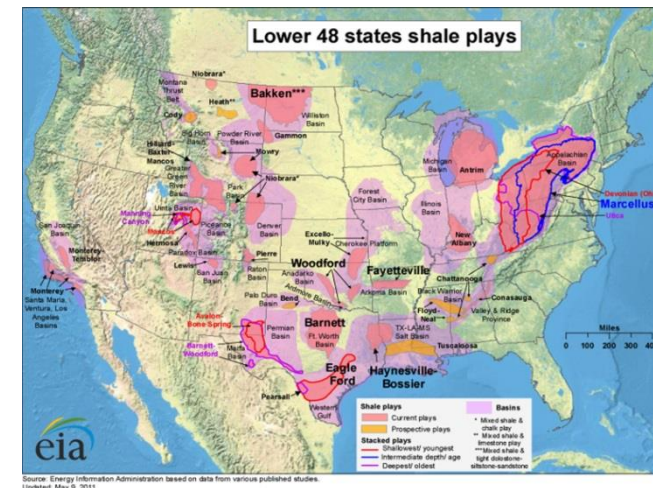 Lower 48 states shale plays
Niobrara*
Montana
Thrust
Belt
Bakken***
Heath**
Cody
Williston
Basin
Big Horn
Basin
Powder River
Basin
Gammon
Hilliard-
Baxter-
Mancos
Mowry
Greater
Green
River
Basin
Park
Basin
Niobrara*
Michigan
Basin
Antrim
Appalachian
Basin
Devonian (Oh
Marcellus
Utica
Forest
City Basin
Illinois
Basin
Uinta Basin
Manning
Canyon
Mancos
Piceance
Basin
Denver
Basin
Excello-
Mulky
Cherokee Platform
New
Albany
San Joaquin
Basin
Monterey-
Temblor
Hermosa
Paradox Basin
Pierre
Lewis
San Juan
Basin
Raton
Basin
Anadarko
Basin
Woodford
Fayetteville
Chattanooga
Monterey
Santa Maria,
Ventura, Los
Angeles
Basins
Palo Duro
Basin
Bend
Ardmore Basin
Arkoma Basin
Black Warrior
Basin
Conasauga
Valley & Ridge
Province
Floyd-
Neal
Avalon-
Bone Spring
Permian
Basin
Barnett
Ft. Worth
Basin
TX-LA-MS
Salt Basin
Tuscaloosa
Barnett-
Woodford
Marfa
Basin
Eagle
Ford
Haynesville-
Bossier
Pearsall
Western
Gulf
Miles
0 100 200 300 40
Shale plays
Current plays
Prospective plays
Stacked plays
Shallowest/ youngest
Intermediate depth/ age
Deepest/ oldest
Basins
* Mixed shale &
chalk play
** Mixed shale &
limestone play
***Mixed shale &
tight dolostone-
siltstone-sandstone
eia
Source: Energy Information Administration based on data from various published studies.
Updated: May 9, 2011